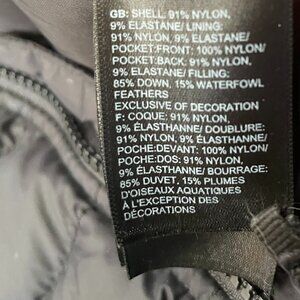 GB: SHELL: 91% NYLON,
9% ELASTANE/ LINING:
91% NYLON, 9% ELASTANE/
POCKET:FRONT: 100% NYLON/
POCKET:BACK: 91% NYLON,
9% ELASTANE/ FILLING:
85% DOWN, 15% WATERFOWL
FEATHERS
EXCLUSIVE OF DECORATION
F: COQUE: 91% NYLON,
9% ÉLASTHANNE/ DOUBLURE:
91% NYLON, 9% ÉLASTHANNE/
POCHE:DEVANT: 100% NYLON/
POCHE:DOS: 91% NYLON,
9% ÉLASTHANNE/ BOURRAGE:
85% DUVET, 15% PLUMES
D'OISEAUX AQUATIQUES
À L'EXCEPTION DES
DÉCORATIONS